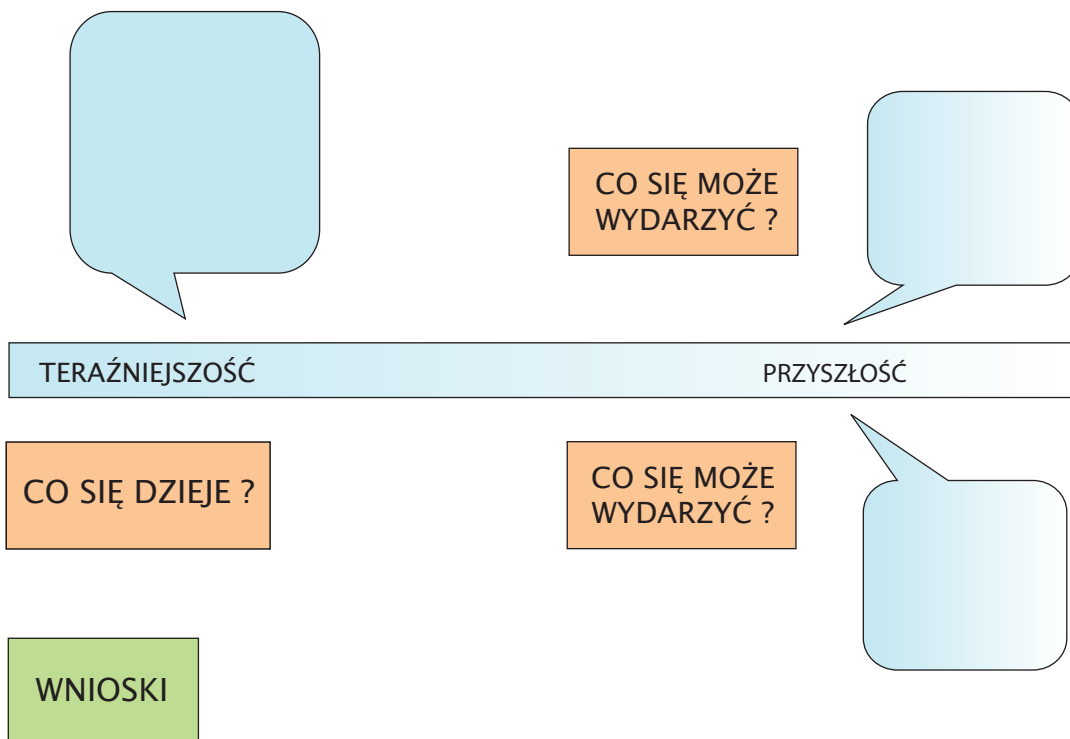 CO SIĘ MOŻE
WYDARZYĆ ?
TERAŹNIEJSZOŚĆ
PRZYSZŁOŚĆ
CO SIĘ DZIEJE ?
CO SIĘ MOŻE
WYDARZYĆ ?
WNIOSKI